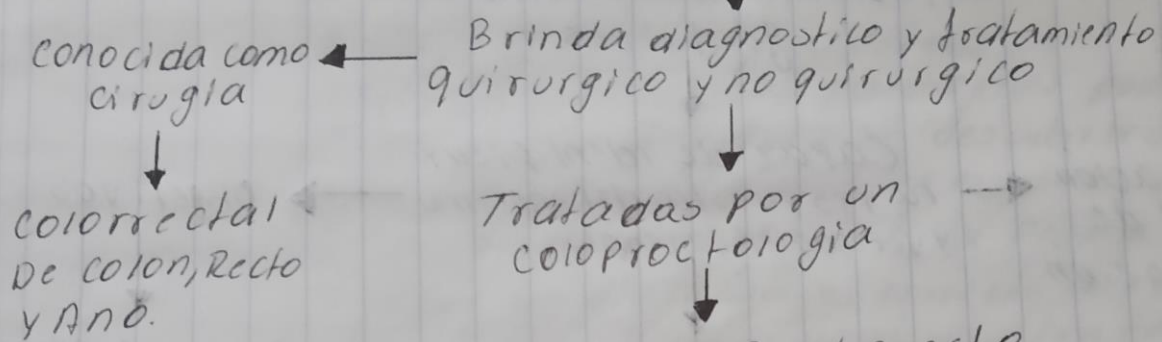 Brinda diagnostico y tratamiento
quirurgico y no quirurgico
conocida como
cirugia
colorrectal
De colon, Recto
y Ano.
Tratadas por un
coloproctologia